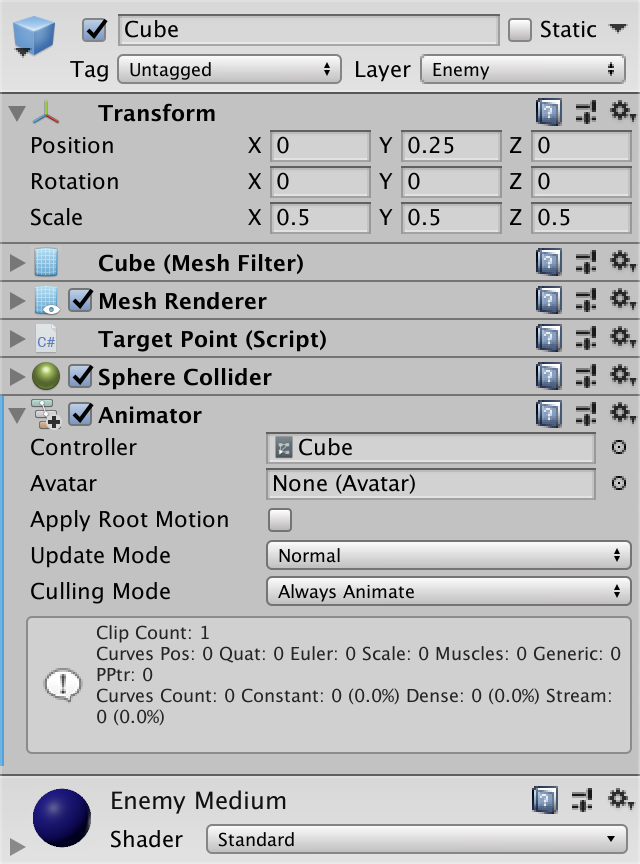 Cube Static
Tag Untagged Layer Enemy
Transform
Position X 0 Y 0.25 Z 0
Rotation X 0 Y 0 Z 0
Scale X 0.5 Y 0.5 Z 0.5
Cube (Mesh Filter)
Mesh Renderer
C# Target Point (Script)
Sphere Collider
Animator
Controller Cube
Avatar None (Avatar)
Apply Root Motion
Update Mode Normal
Culling Mode Always Animate
Clip Count: 1
Curves Pos: 0 Quat: 0 Euler: 0 Scale: 0 Muscles: 0 Generic: 0
PPtr: 0
Curves Count: 0 Constant: 0 (0.0%) Dense: 0 (0.0%) Stream:
0 (0.0%)
Enemy Medium
Shader Standard